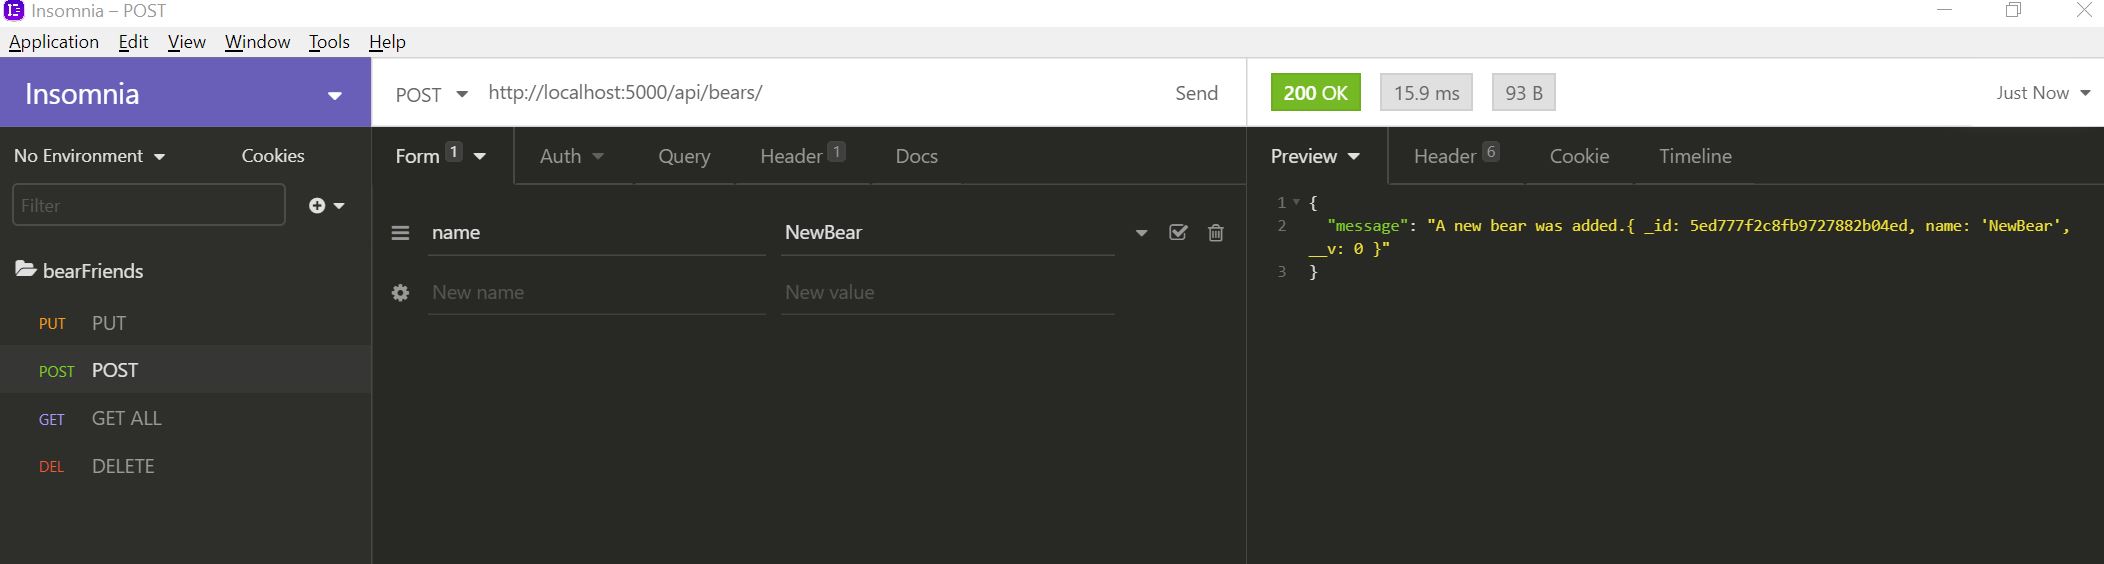 Insomnia – POST
Application Edit View Window Tools Help
Insomnia
POST http://localhost:5000/api/bears/ Send
200 OK 15.9 ms 93 B Just Now
No Environment Cookies
Form 1 Auth Query Header 1 Docs
Preview Header 6 Cookie Timeline
Filter
name NewBear
New name New value
1 {
2 "message": "A new bear was added.{ _id: 5ed777f2c8fb9727882b04ed, name: 'NewBear',
__v: 0 }"
3 }
bearFriends
PUT PUT
POST POST
GET GET ALL
DEL DELETE